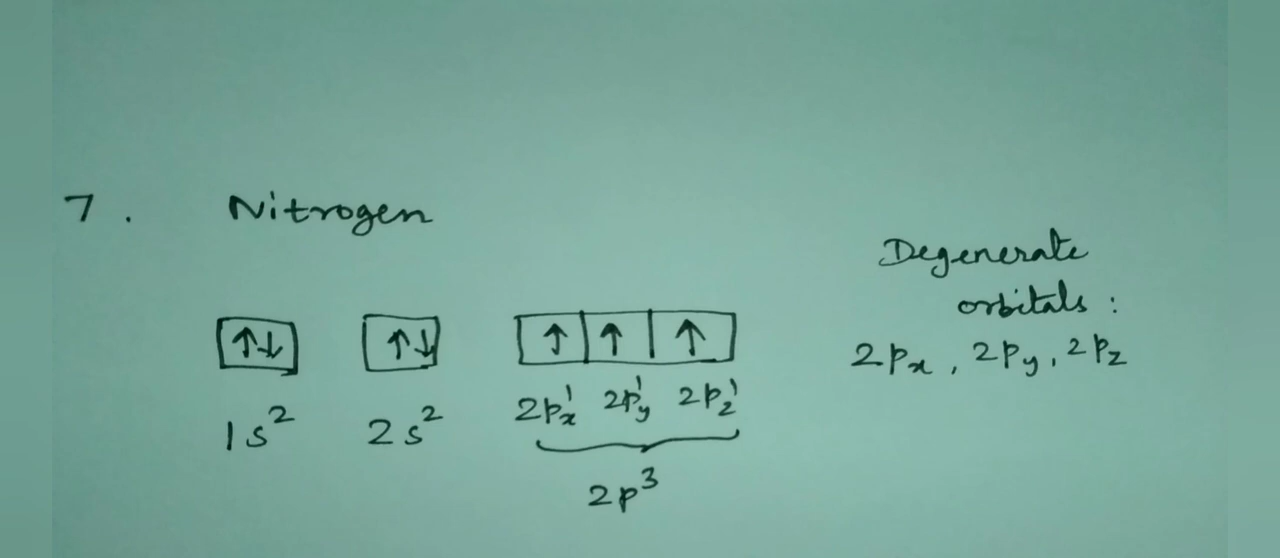 7. Nitrogen
Degenerate
orbitals :
↑↓ ↑↓ ↑ ↑ ↑
2px, 2py, 2pz
1s² 2s² 2px¹ 2py¹ 2pz¹
2p³